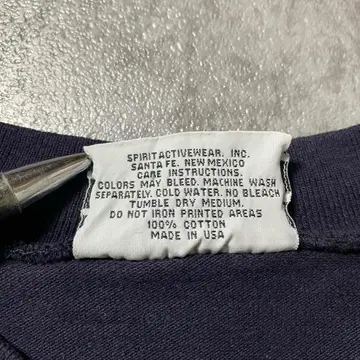 SPIRITACTIVEWEAR, INC.
SANTA FE, NEW MEXICO
CARE INSTRUCTIONS.
COLORS MAY BLEED. MACHINE WASH
SEPARATELY. COLD WATER. NO BLEACH
TUMBLE DRY MEDIUM.
DO NOT IRON PRINTED AREAS
100% COTTON
MADE IN USA